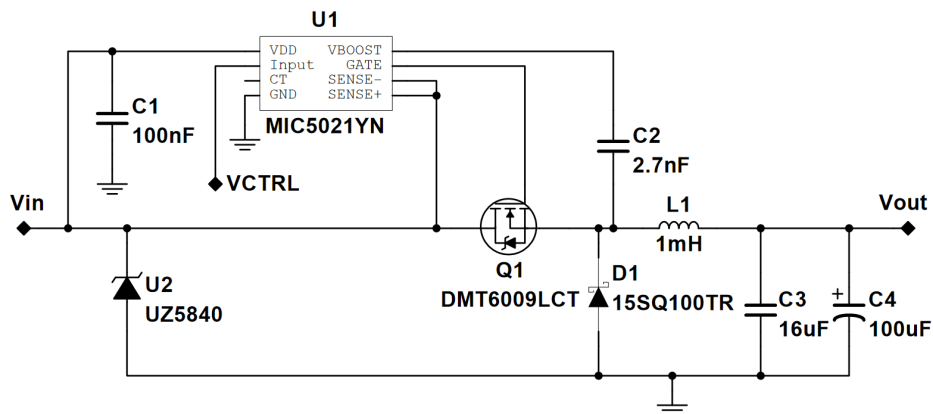 U1
VDD VBOOST
Input GATE
CT SENSE-
GND SENSE+
MIC5021YN
C1
100nF
VCTRL
C2
2.7nF
Vin
Vout
L1
1mH
Q1
DMT6009LCT
U2
UZ5840
D1
15SQ100TR
C3
16uF
+
C4
100uF